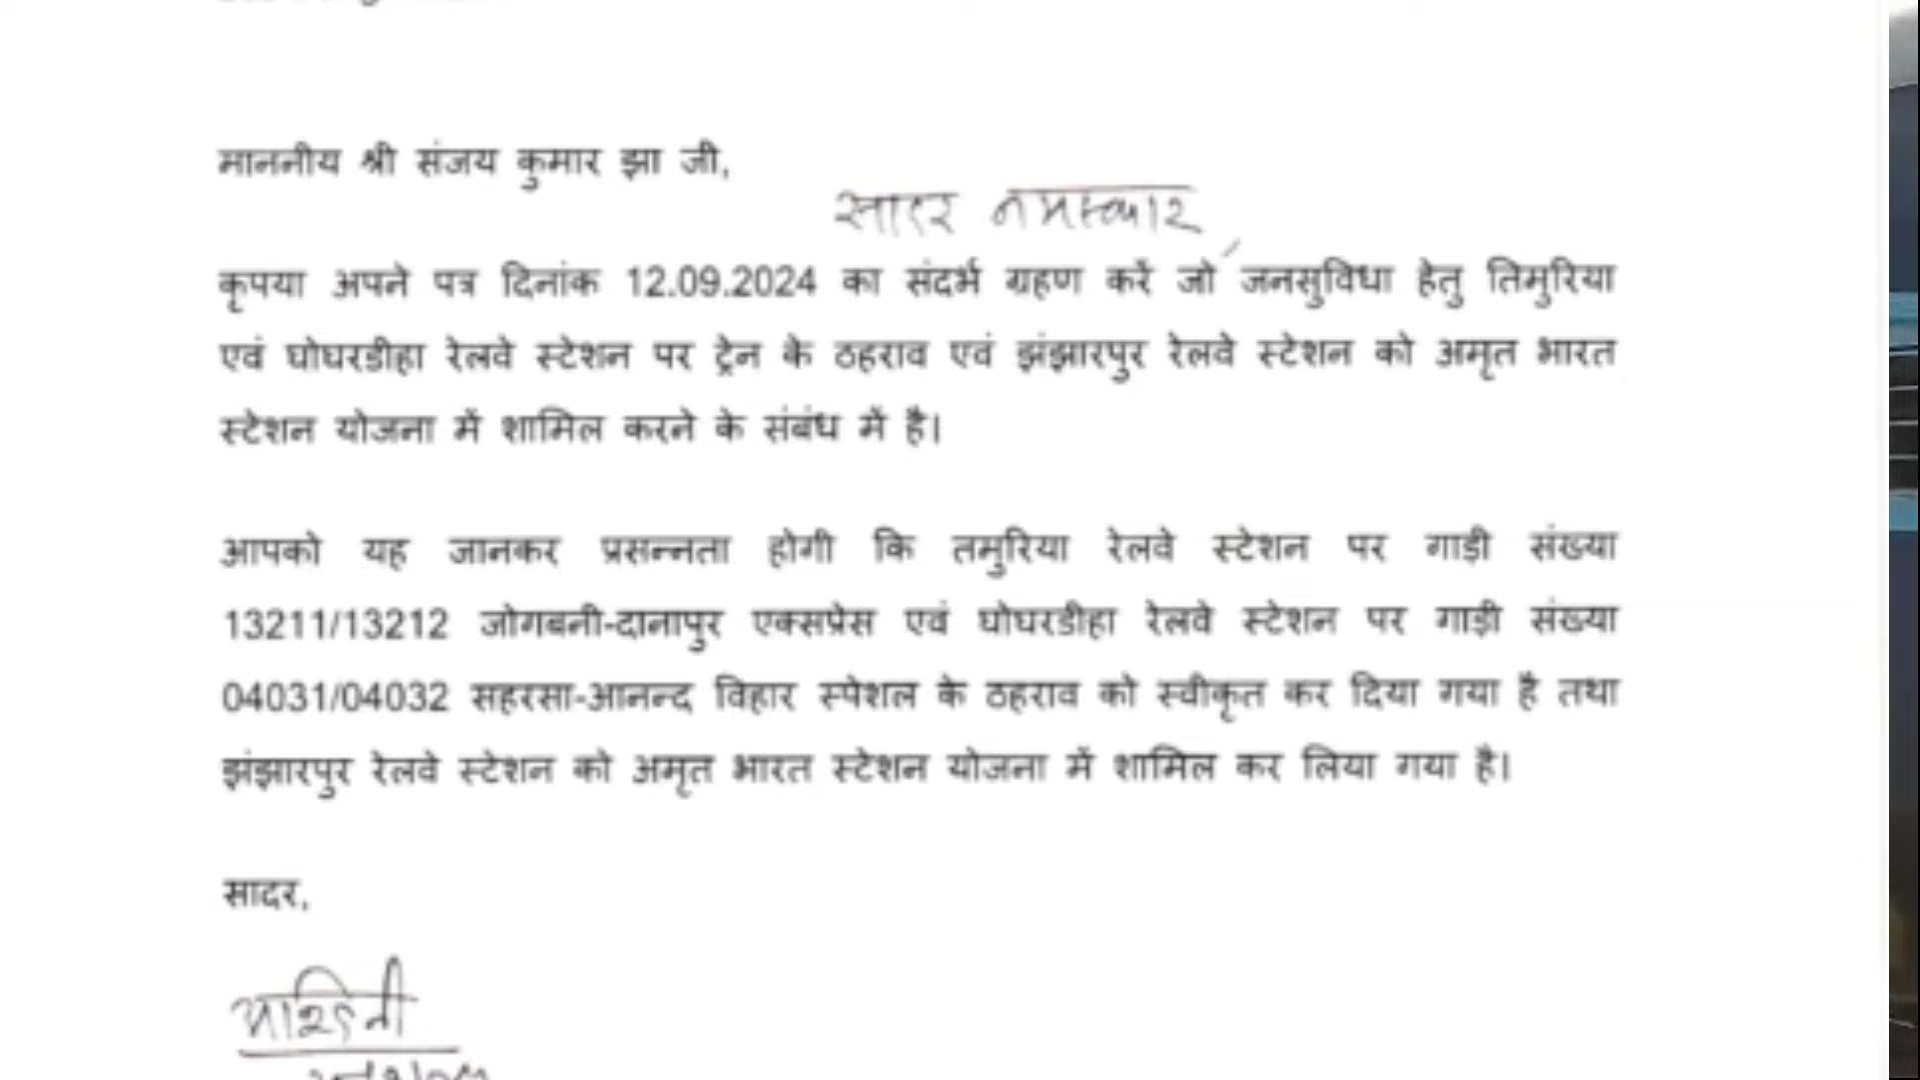 माननीय श्री संजय कुमार झा जी,
सादर नमस्कार,
कृपया अपने पत्र दिनांक 12.09.2024 का संदर्भ ग्रहण करें जो जनसुविधा हेतु तिमुरिया
एवं घोघरडीहा रेलवे स्टेशन पर ट्रेन के ठहराव एवं झंझारपुर रेलवे स्टेशन को अमृत भारत
स्टेशन योजना में शामिल करने के संबंध में है।
आपको यह जानकर प्रसन्नता होगी कि तमुरिया रेलवे स्टेशन पर गाड़ी संख्या
13211/13212 जोगबनी-दानापुर एक्सप्रेस एवं घोघरडीहा रेलवे स्टेशन पर गाड़ी संख्या
04031/04032 सहरसा-आनन्द विहार स्पेशल के ठहराव को स्वीकृत कर दिया गया है तथा
झंझारपुर रेलवे स्टेशन को अमृत भारत स्टेशन योजना में शामिल कर लिया गया है।
सादर,